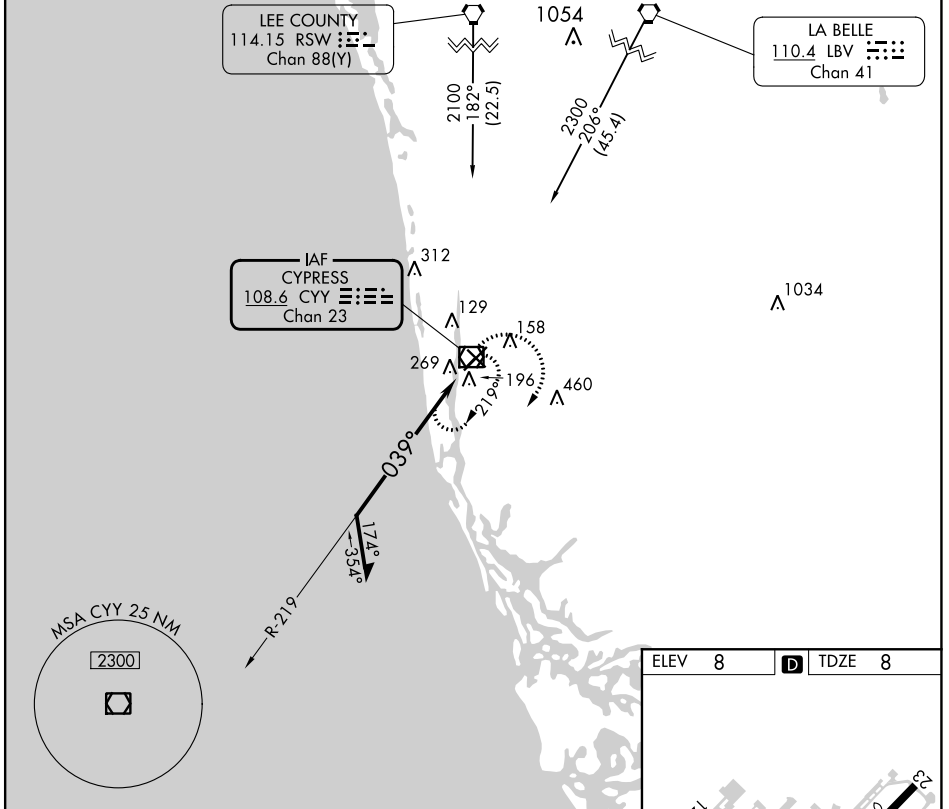 LEE COUNTY
114.15 RSW
Chan 88(Y)
1054
LA BELLE
110.4 LBV
Chan 41
2100
182°
(22.5)
2300
206°
(45.4)
IAF
CYPRESS
108.6 CYY
Chan 23
312
129
158
1034
269
196
460
219°
039°
174°
354°
R-219
MSA CYY 25 NM
2300
ELEV 8 D TDZE 8
23